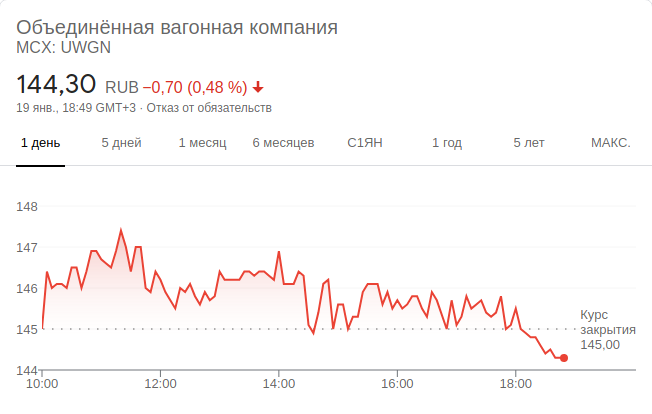 Объединённая вагонная компания
MCX: UWGN
144,30 RUB −0,70 (0,48 %)
19 янв., 18:49 GMT+3 · Отказ от обязательств
1 день 5 дней 1 месяц 6 месяцев С1ЯН 1 год 5 лет МАКС.
148
147
146
145
144
Курс
закрытия
145,00
10:00 12:00 14:00 16:00 18:00